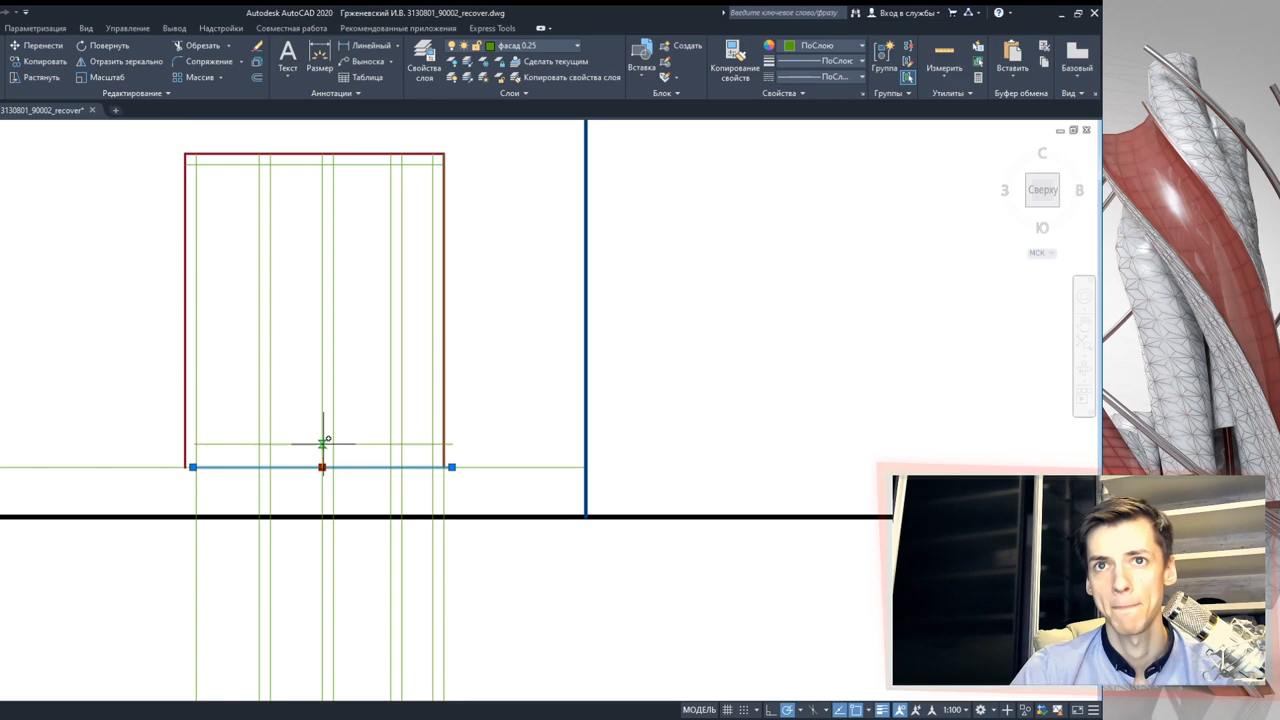 Autodesk AutoCAD 2020 Грженевский И.В. 3130801_90002_recover.dwg
Введите ключевое слово/фразу
Вход в службы
Параметризация Вид Управление Вывод Надстройки Совместная работа Рекомендованные приложения Express Tools
Перенести Повернуть Обрезать
Копировать Отразить зеркально Сопряжение
Растянуть Масштаб Массив
Редактирование
Текст
Размер
Линейный
Выноска
Таблица
Аннотации
Свойства
слоя
фасад 0.25
Сделать текущим
Копировать свойства слоя
Слои
Вставка
Создать
Блок
Копирование
свойств
ПоСлою
ПоСлою
ПоСл...
Свойства
Группа
Группы
Измерить
Утилиты
Вставить
Буфер обмена
Базовый
Вид
3130801_90002_recover*
С
З
Сверху
В
Ю
МСК
МОДЕЛЬ
1:100